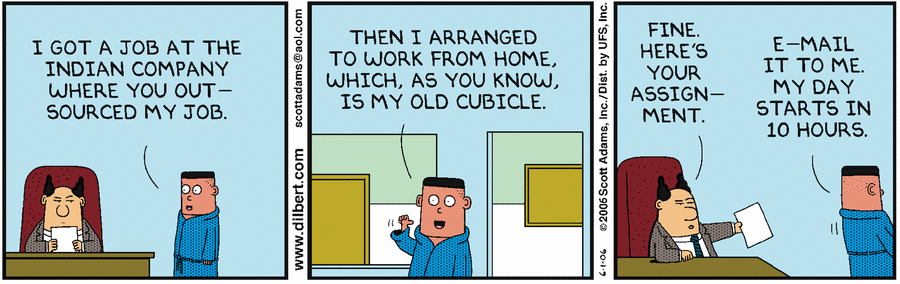 I GOT A JOB AT THE
INDIAN COMPANY
WHERE YOU OUT–
SOURCED MY JOB.
www.dilbert.com scottadams@aol.com
THEN I ARRANGED
TO WORK FROM HOME,
WHICH, AS YOU KNOW,
IS MY OLD CUBICLE.
6-1-06 ©2006 Scott Adams, Inc./Dist. by UFS, Inc.
FINE.
HERE'S
YOUR
ASSIGN–
MENT.
E–MAIL
IT TO ME.
MY DAY
STARTS IN
10 HOURS.